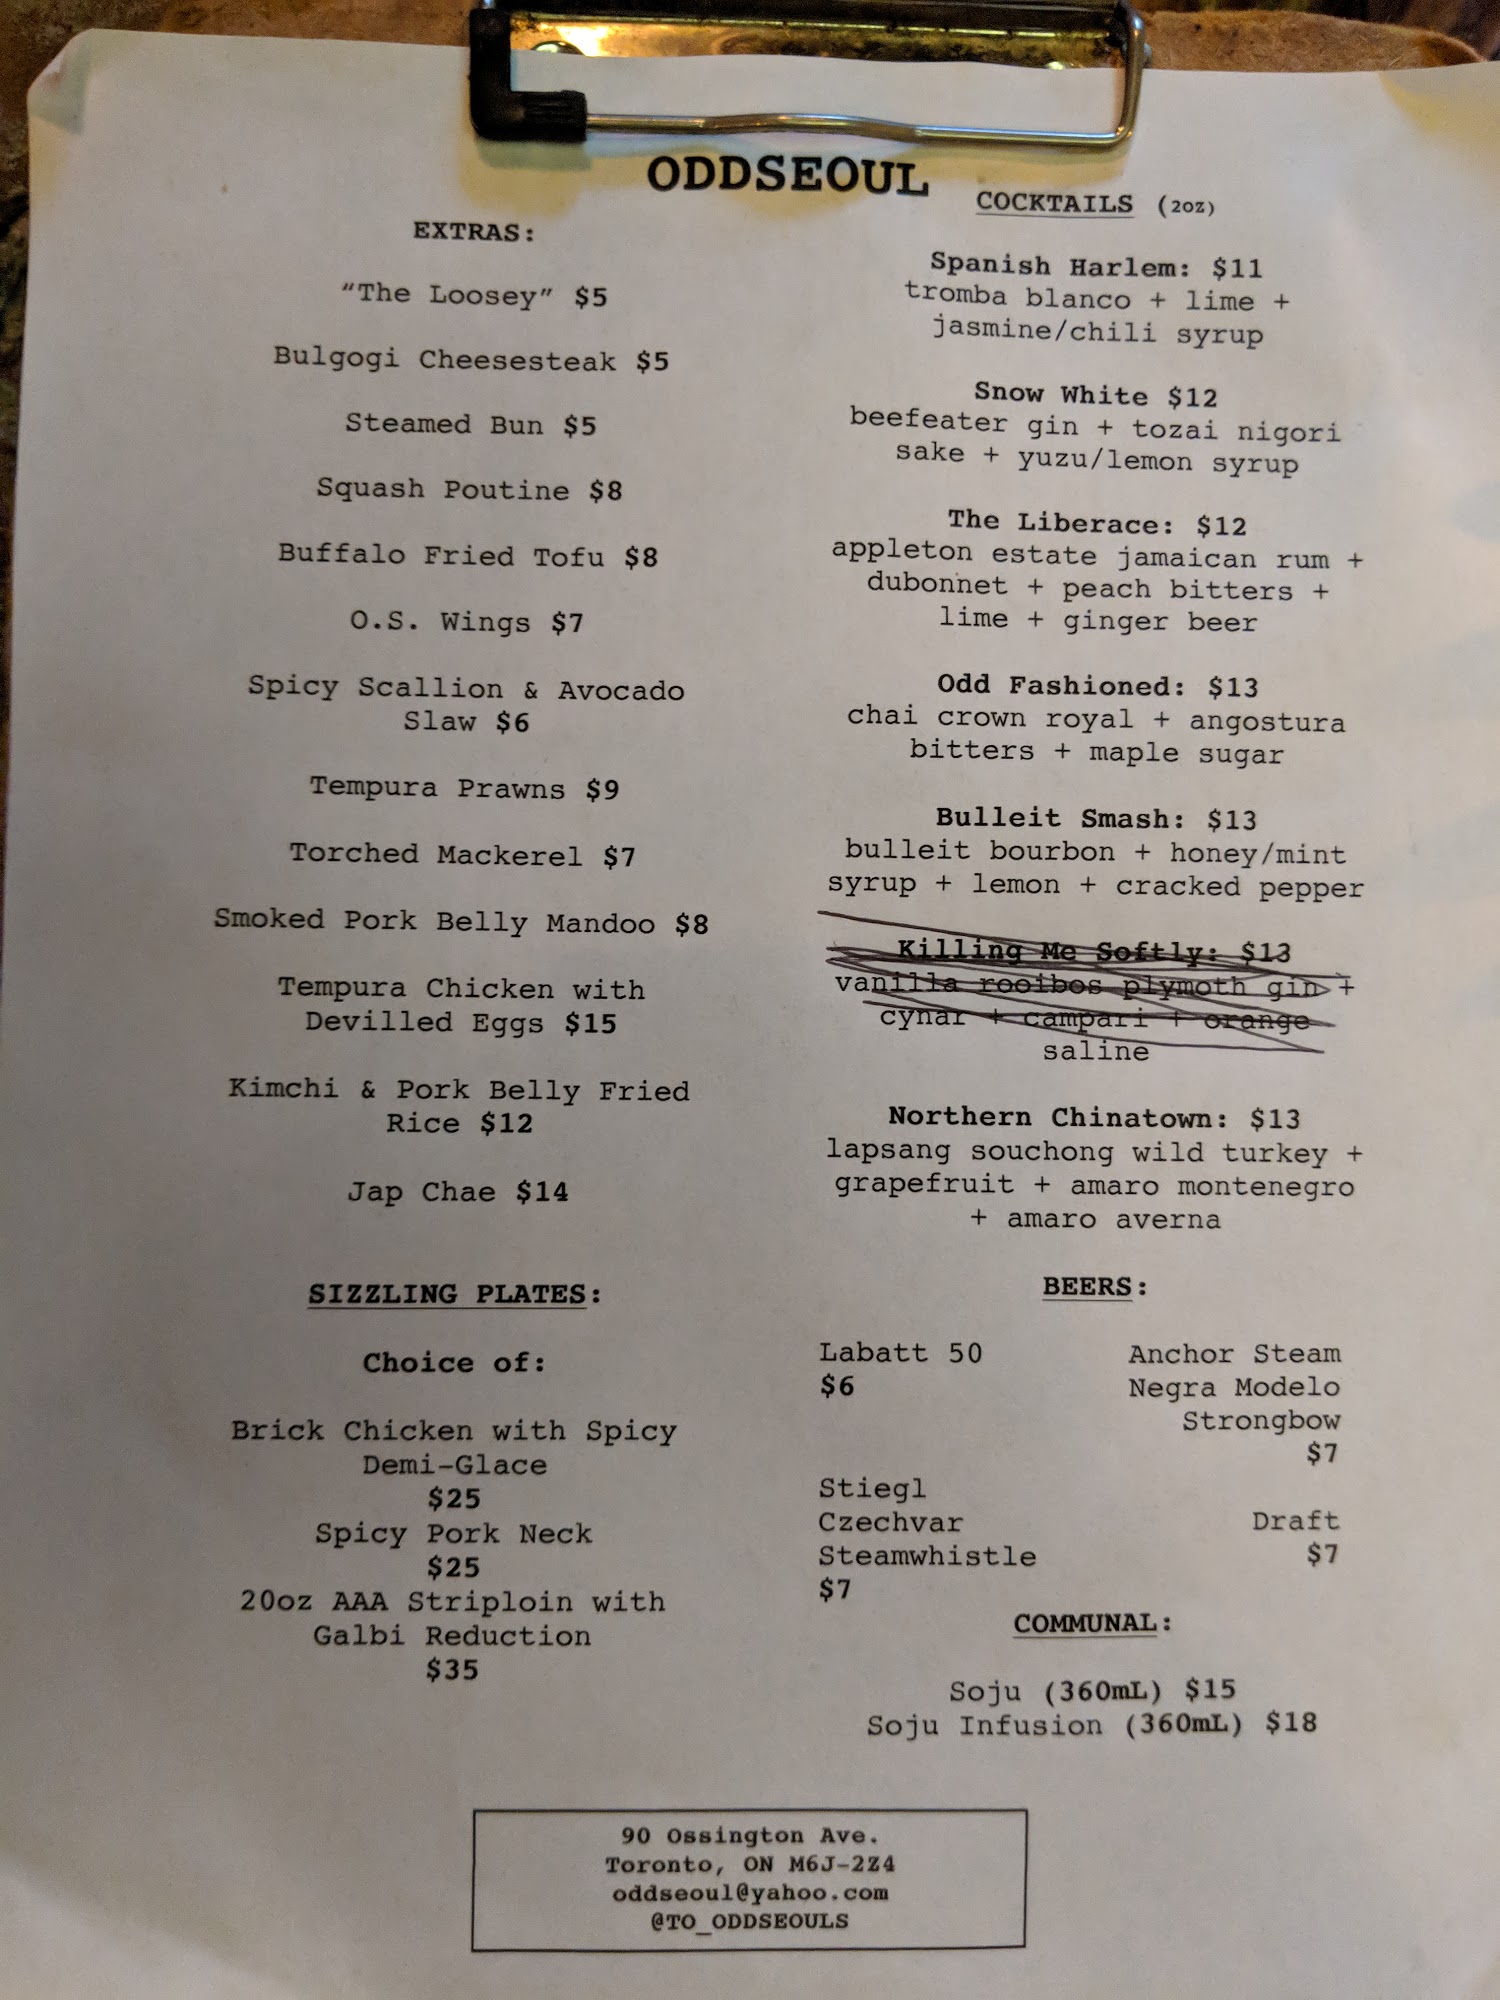 ODDSEOUL
EXTRAS:
“The Loosey” $5
Bulgogi Cheesesteak $5
Steamed Bun $5
Squash Poutine $8
Buffalo Fried Tofu $8
O.S. Wings $7
Spicy Scallion & Avocado
Slaw $6
Tempura Prawns $9
Torched Mackerel $7
Smoked Pork Belly Mandoo $8
Tempura Chicken with
Devilled Eggs $15
Kimchi & Pork Belly Fried
Rice $12
Jap Chae $14
SIZZLING PLATES:
Choice of:
Brick Chicken with Spicy
Demi-Glace
$25
Spicy Pork Neck
$25
20oz AAA Striploin with
Galbi Reduction
$35
COCKTAILS (2oz)
Spanish Harlem: $11
tromba blanco + lime +
jasmine/chili syrup
Snow White $12
beefeater gin + tozai nigori
sake + yuzu/lemon syrup
The Liberace: $12
appleton estate jamaican rum +
dubonnet + peach bitters +
lime + ginger beer
Odd Fashioned: $13
chai crown royal + angostura
bitters + maple sugar
Bulleit Smash: $13
bulleit bourbon + honey/mint
syrup + lemon + cracked pepper
Killing Me Softly: $13
vanilla rooibos plymoth gin +
cynar + campari + orange
saline
Northern Chinatown: $13
lapsang souchong wild turkey +
grapefruit + amaro montenegro
+ amaro averna
BEERS:
Labatt 50
$6
Stiegl
Czechvar
Steamwhistle
$7
Anchor Steam
Negra Modelo
Strongbow
$7
Draft
$7
COMMUNAL:
Soju (360mL) $15
Soju Infusion (360mL) $18
90 Ossington Ave.
Toronto, ON M6J-2Z4
oddseoul@yahoo.com
@TO_ODDSEOULS